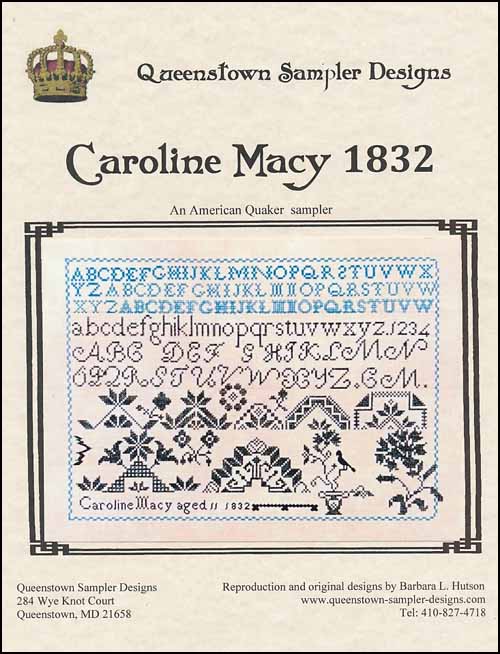 Queenstown Sampler Designs
Caroline Macy 1832
An American Quaker sampler
ABCDEFGHIJKLMNOPQRSTUVWX
YZABCDEFGHIJKLMNOPQRSTUVW
XYZABCDEFGHIJKLMNOPQRSTUVW
abcdefghiklmnopqrstuvwxyz.1234
ABC DEF GHIKLMN
OPQRSTUVWXYZ.CM.
Caroline Macy aged 11 1832
Queenstown Sampler Designs
284 Wye Knot Court
Queenstown, MD 21658
Reproduction and original designs by Barbara L. Hutson
www.queenstown-sampler-designs.com
Tel: 410-827-4718